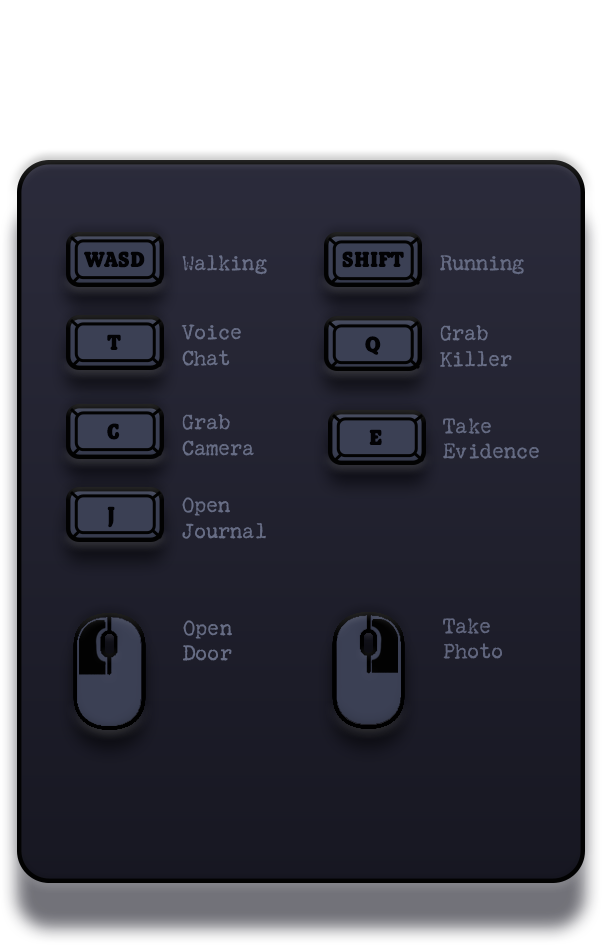 WASD Walking
SHIFT Running
T Voice
Chat
Q Grab
Killer
C Grab
Camera
E Take
Evidence
J Open
Journal
Open
Door
Take
Photo